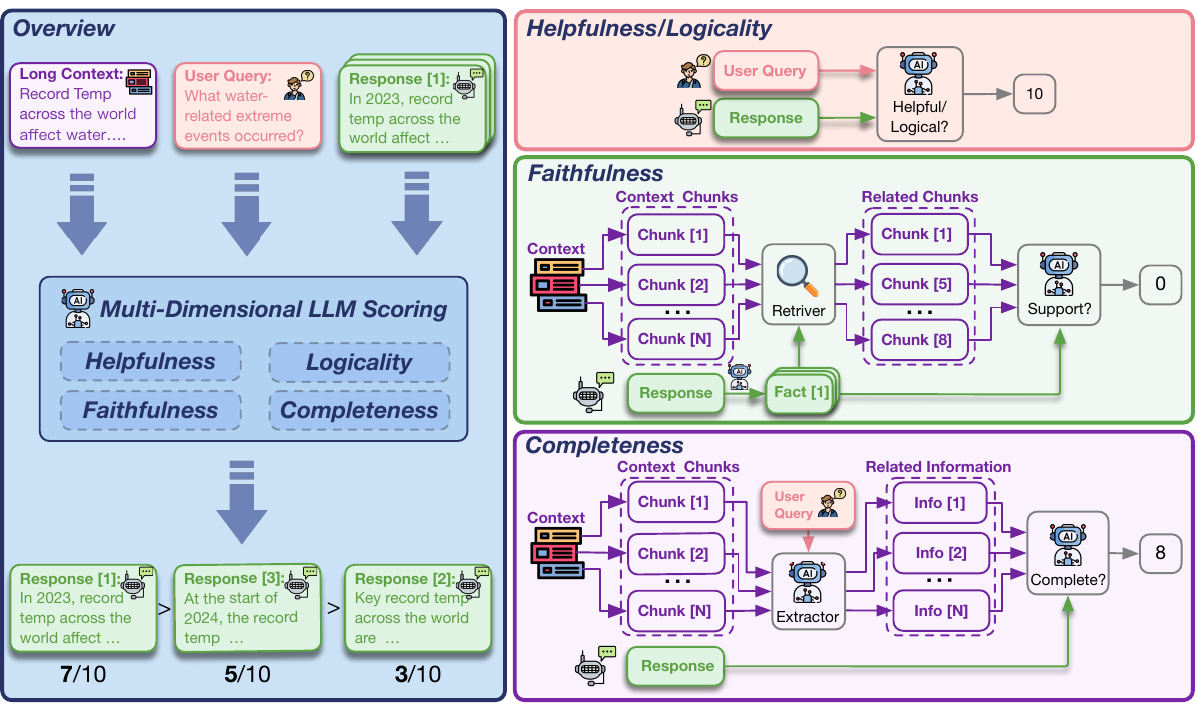 Overview
Long Context:
Record Temp
across the world
affect water....
User Query:
What water-
related extreme
events occurred?
Response [1]:
In 2023, record
temp across the
world affect ...
AI
Multi-Dimensional LLM Scoring
Helpfulness
Logicality
Faithfulness
Completeness
Response [1]:
In 2023, record
temp across the
world affect ...
>
Response [3]:
At the start of
2024, the record
temp ...
>
Response [2]:
Key record temp
across the world
are ...
7/10
5/10
3/10
Helpfulness/Logicality
User Query
Response
AI
Helpful/
Logical?
10
Faithfulness
Context Chunks
Related Chunks
Context
Chunk [1]
Chunk [2]
...
Chunk [N]
Retriver
Chunk [1]
Chunk [5]
...
Chunk [8]
AI
Support?
0
Response
AI
Fact [1]
Completeness
Context Chunks
Related Information
Context
Chunk [1]
Chunk [2]
...
Chunk [N]
User
Query
AI
Extractor
Info [1]
Info [2]
...
Info [N]
AI
Complete?
8
Response